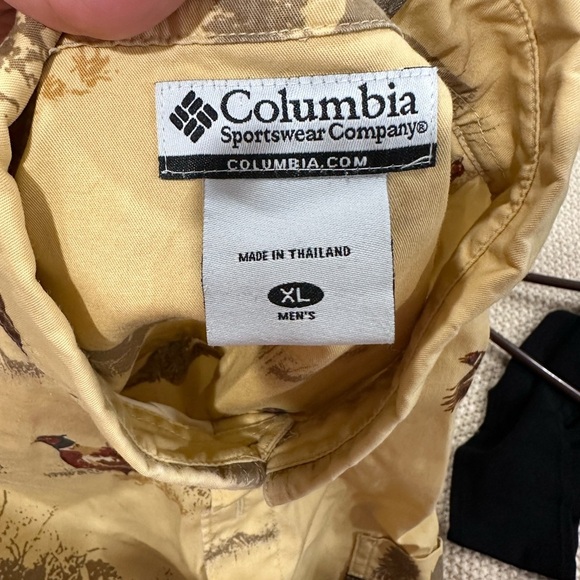 Columbia
Sportswear Company®
COLUMBIA.COM
MADE IN THAILAND
XL
MEN'S